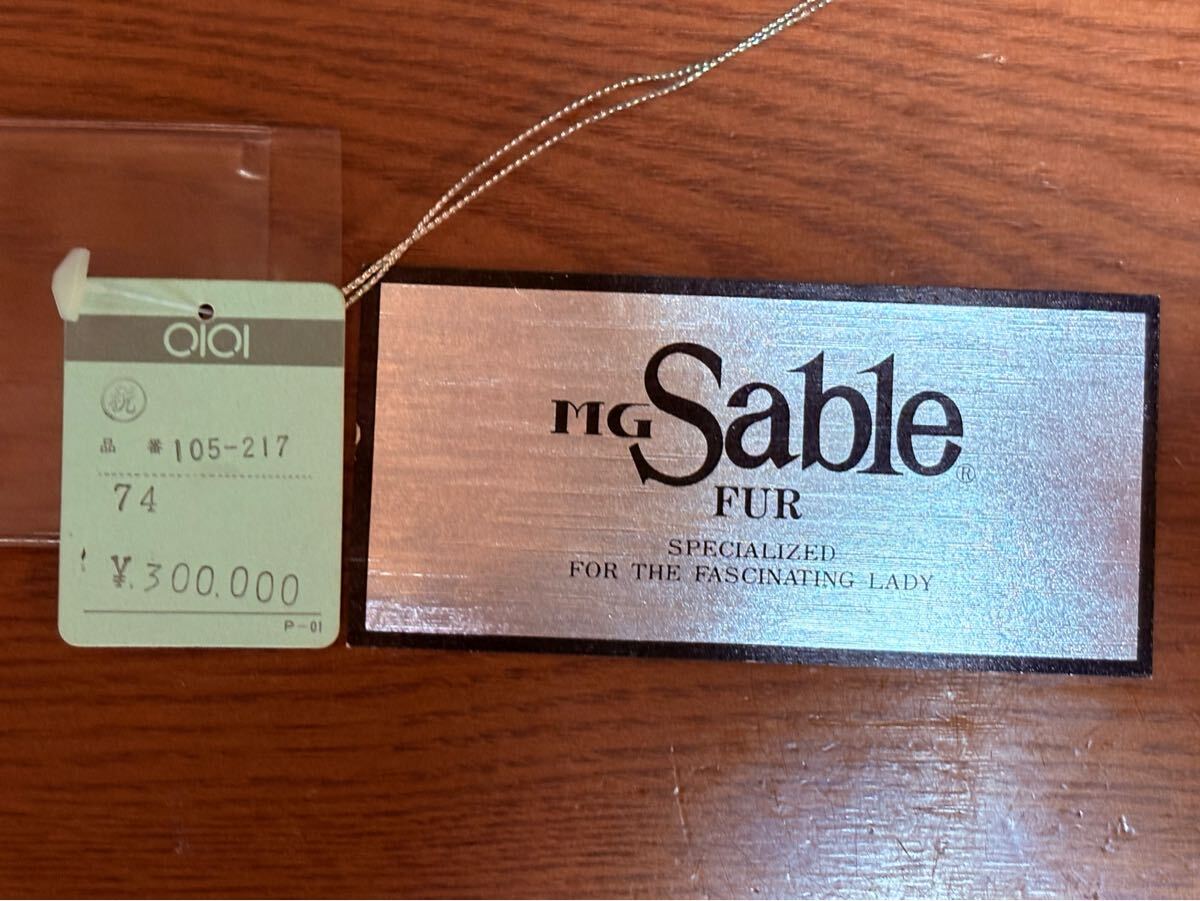 OIOI
税
品 番 105-217
74
¥.300.000
P-01
MG Sable®
FUR
SPECIALIZED
FOR THE FASCINATING LADY